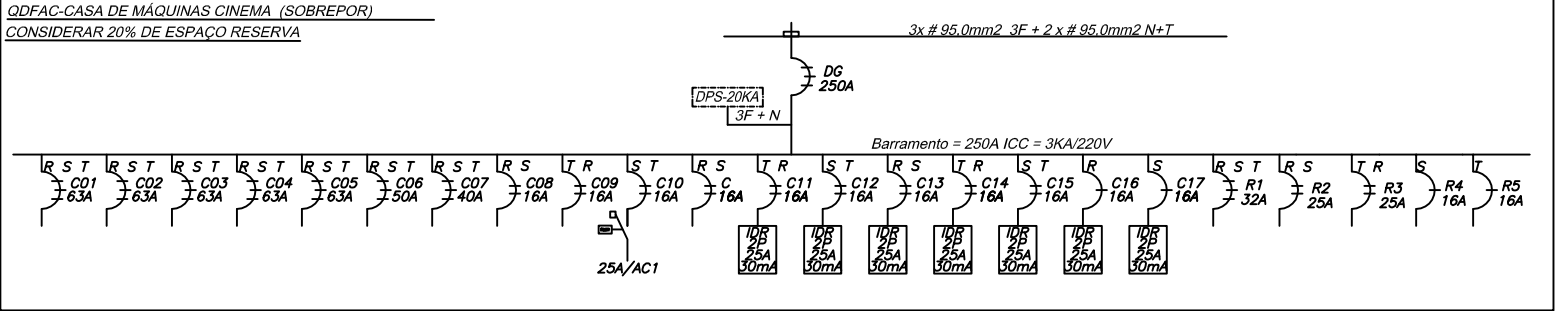 QDFAC-CASA DE MÁQUINAS CINEMA (SOBREPOR)
CONSIDERAR 20% DE ESPAÇO RESERVA
3x # 95.0mm2 3F + 2 x # 95.0mm2 N+T
DG
250A
DPS-20KA
3F + N
Barramento = 250A ICC = 3KA/220V
R S T R S T R S T R S T R S T R S T R S T R S T R S T R S T R S T R S T R S R S T R S T R S
C01 C02 C03 C04 C05 C06 C07 C08 C09 C10 C C11 C12 C13 C14 C15 C16 C17 R1 R2 R3 R4 R5
63A 63A 63A 63A 63A 50A 40A 16A 16A 16A 16A 16A 16A 16A 16A 16A 16A 16A 32A 25A 25A 16A 16A
IDR IDR IDR IDR IDR IDR IDR
2P 2P 2P 2P 2P 2P 2P
25A 25A 25A 25A 25A 25A 25A
30mA 30mA 30mA 30mA 30mA 30mA 30mA
25A/AC1